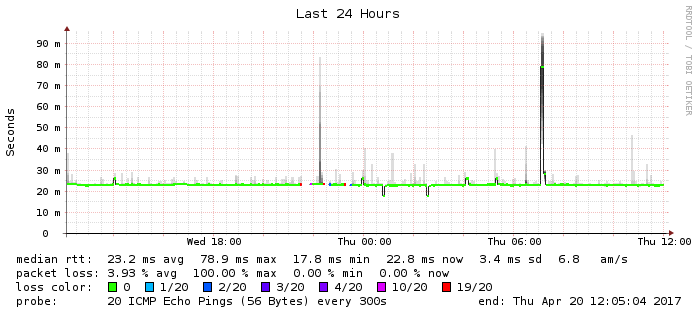 Last 24 Hours
RRDTOOL / TOBI OETIKER
Seconds
90 m
80 m
70 m
60 m
50 m
40 m
30 m
20 m
10 m
0
Wed 18:00 Thu 00:00 Thu 06:00 Thu 12:00
median rtt: 23.2 ms avg 78.9 ms max 17.8 ms min 22.8 ms now 3.4 ms sd 6.8 am/s
packet loss: 3.93 % avg 100.00 % max 0.00 % min 0.00 % now
loss color: 0 1/20 2/20 3/20 4/20 10/20 19/20
probe: 20 ICMP Echo Pings (56 Bytes) every 300s end: Thu Apr 20 12:05:04 2017